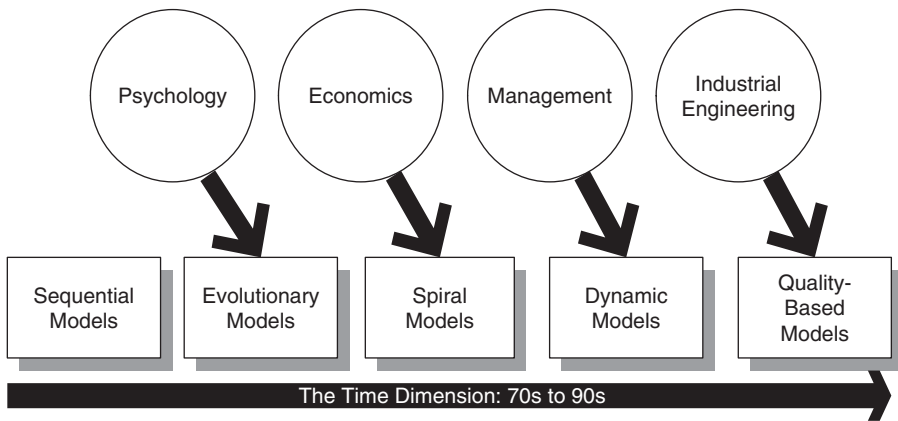 Psychology
Economics
Management
Industrial
Engineering
Sequential
Models
Evolutionary
Models
Spiral
Models
Dynamic
Models
Quality-
Based
Models
The Time Dimension: 70s to 90s